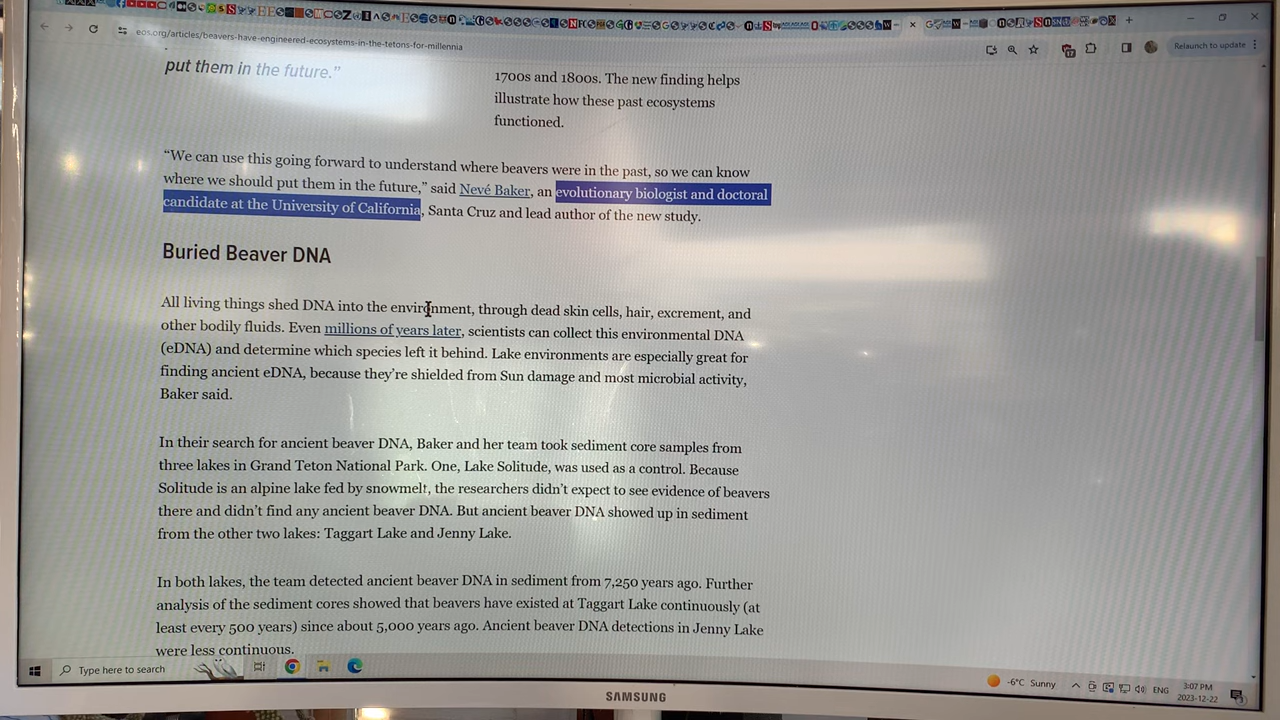 eos.org/articles/beavers-have-engineered-ecosystems-in-the-tetons-for-millennia
Relaunch to update
put them in the future.”
1700s and 1800s. The new finding helps
illustrate how these past ecosystems
functioned.
“We can use this going forward to understand where beavers were in the past, so we can know
where we should put them in the future,” said Nevé Baker, an evolutionary biologist and doctoral
candidate at the University of California, Santa Cruz and lead author of the new study.
Buried Beaver DNA
All living things shed DNA into the environment, through dead skin cells, hair, excrement, and
other bodily fluids. Even millions of years later, scientists can collect this environmental DNA
(eDNA) and determine which species left it behind. Lake environments are especially great for
finding ancient eDNA, because they’re shielded from Sun damage and most microbial activity,
Baker said.
In their search for ancient beaver DNA, Baker and her team took sediment core samples from
three lakes in Grand Teton National Park. One, Lake Solitude, was used as a control. Because
Solitude is an alpine lake fed by snowmelt, the researchers didn’t expect to see evidence of beavers
there and didn’t find any ancient beaver DNA. But ancient beaver DNA showed up in sediment
from the other two lakes: Taggart Lake and Jenny Lake.
In both lakes, the team detected ancient beaver DNA in sediment from 7,250 years ago. Further
analysis of the sediment cores showed that beavers have existed at Taggart Lake continuously (at
least every 500 years) since about 5,000 years ago. Ancient beaver DNA detections in Jenny Lake
were less continuous.
Type here to search
-6°C Sunny
ENG
3:07 PM
2023-12-22
SAMSUNG